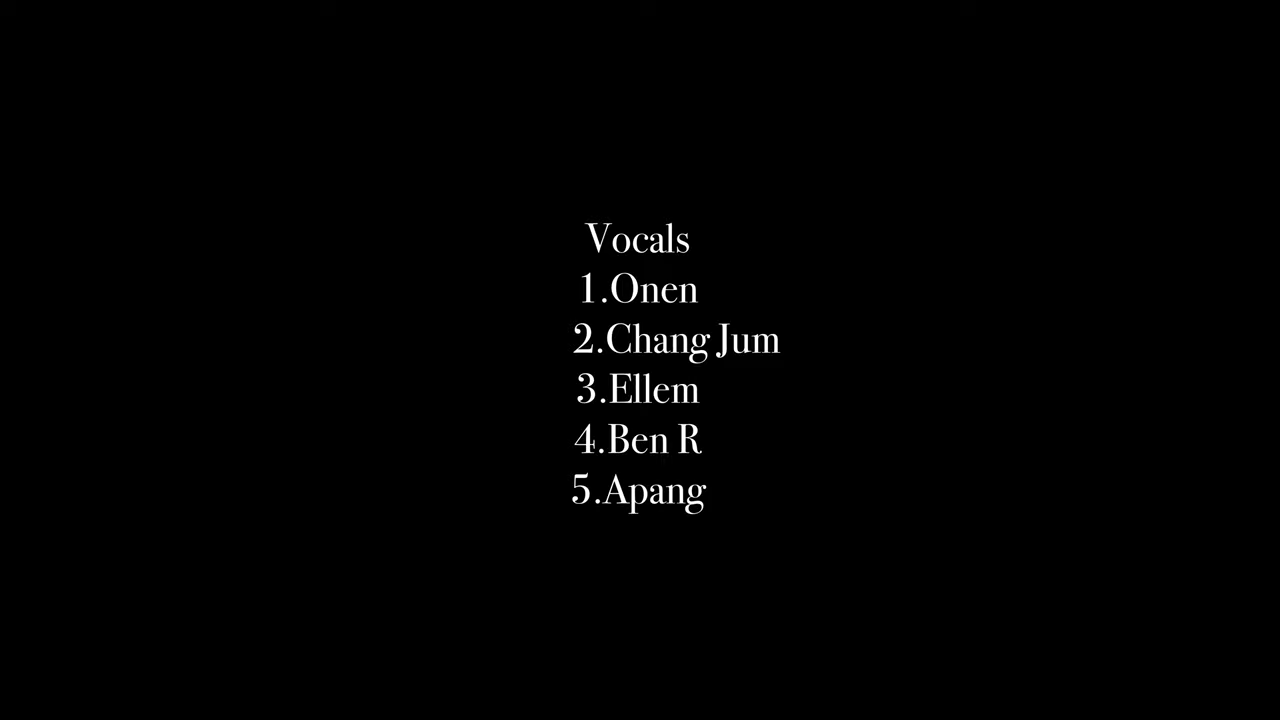 Vocals
1.Onen
2.Chang Jum
3.Ellem
4.Ben R
5.Apang